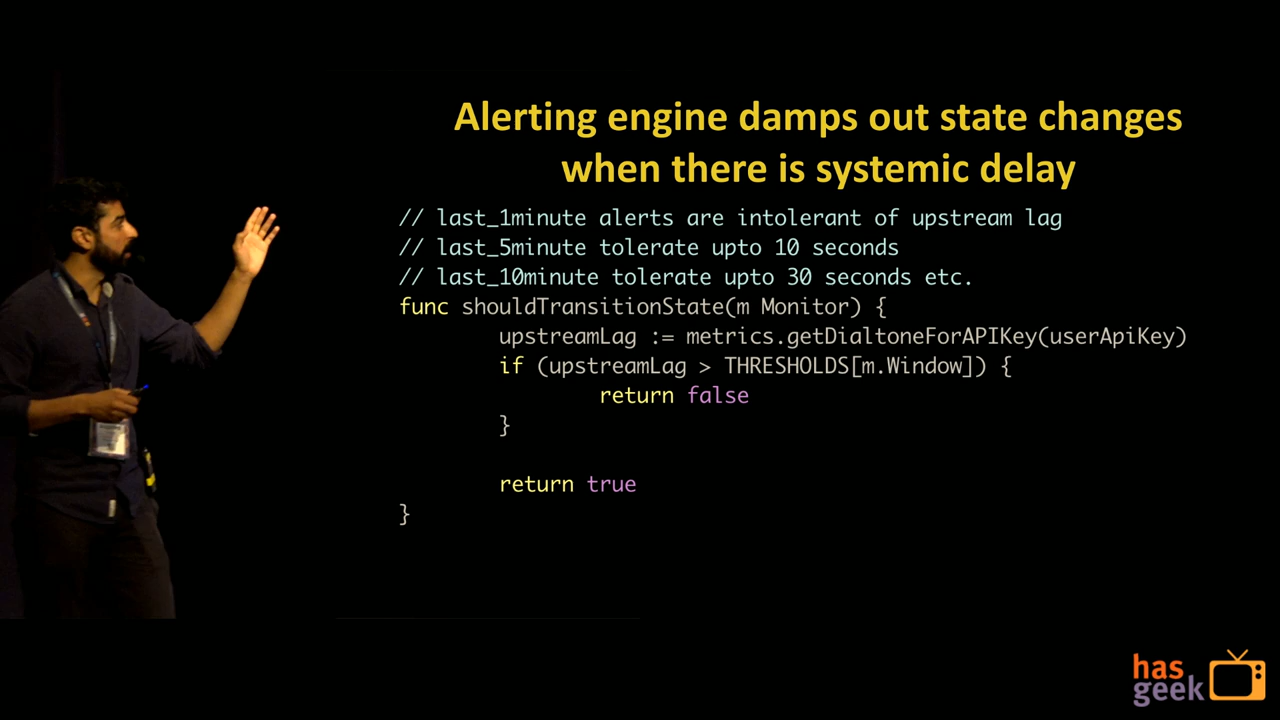 Alerting engine damps out state changes
when there is systemic delay
// last_1minute alerts are intolerant of upstream lag
// last_5minute tolerate upto 10 seconds
// last_10minute tolerate upto 30 seconds etc.
func shouldTransitionState(m Monitor) {
upstreamLag := metrics.getDialtoneForAPIKey(userApiKey)
if (upstreamLag > THRESHOLDS[m.Window]) {
return false
}
return true
}
has
geek